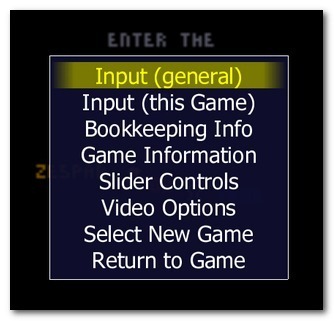 ENTER THE
Input (general)
Input (this Game)
Bookkeeping Info
Game Information
Slider Controls
Video Options
Select New Game
Return to Game